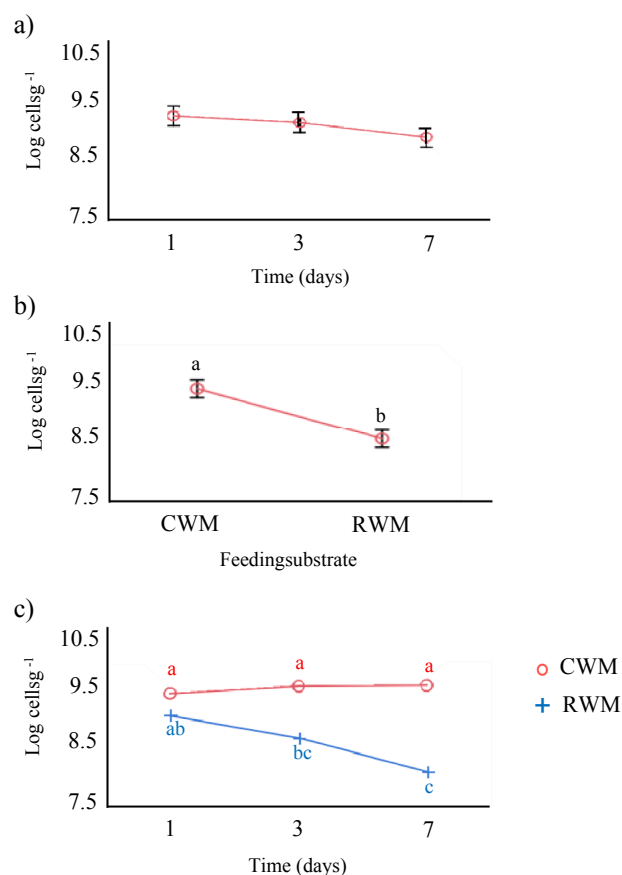 a)
10.5
9.5
8.5
7.5
Log cellsg-1
1 3 7
Time (days)
b)
10.5
9.5
8.5
7.5
Log cellsg-1
a
b
CWM RWM
Feedingsubstrate
c)
10.5
9.5
8.5
7.5
Log cellsg-1
a a a
ab
bc
c
1 3 7
Time (days)
CWM
RWM